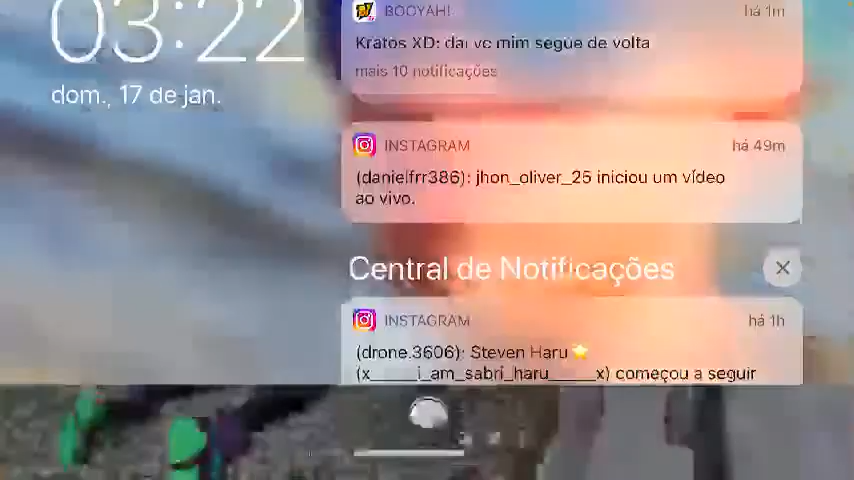 03:22
dom., 17 de jan.
BOOYAH!
há 1m
Kratos XD: dai vc mim segue de volta
mais 10 notificações
INSTAGRAM
há 49m
(danielfrr386): jhon_oliver_25 iniciou um vídeo
ao vivo.
Central de Notificações
INSTAGRAM
há 1h
(drone.3606): Steven Haru ⭐
(x_____i_am_sabri_haru_____x) começou a seguir